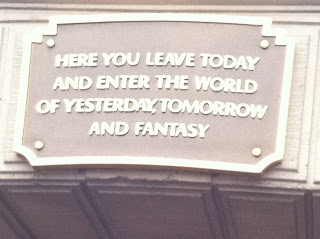 HERE YOU LEAVE TODAY
AND ENTER THE WORLD
OF YESTERDAY, TOMORROW
AND FANTASY